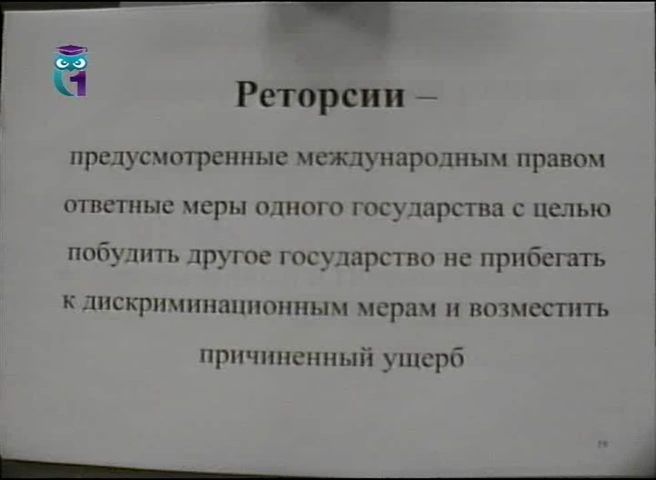 1
Реторсии –
предусмотренные международным правом
ответные меры одного государства с целью
побудить другое государство не прибегать
к дискриминационным мерам и возместить
причиненный ущерб